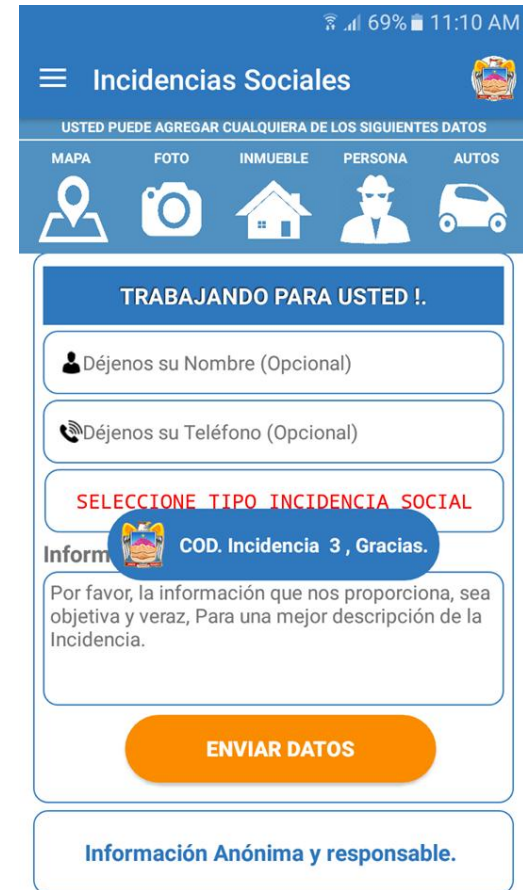 69% 11:10 AM
Incidencias Sociales
USTED PUEDE AGREGAR CUALQUIERA DE LOS SIGUIENTES DATOS
MAPA FOTO INMUEBLE PERSONA AUTOS
TRABAJANDO PARA USTED !.
Déjenos su Nombre (Opcional)
Déjenos su Teléfono (Opcional)
SELECCIONE TIPO INCIDENCIA SOCIAL
COD. Incidencia 3 , Gracias.
Por favor, la información que nos proporciona, sea
objetiva y veraz, Para una mejor descripción de la
Incidencia.
ENVIAR DATOS
Información Anónima y responsable.